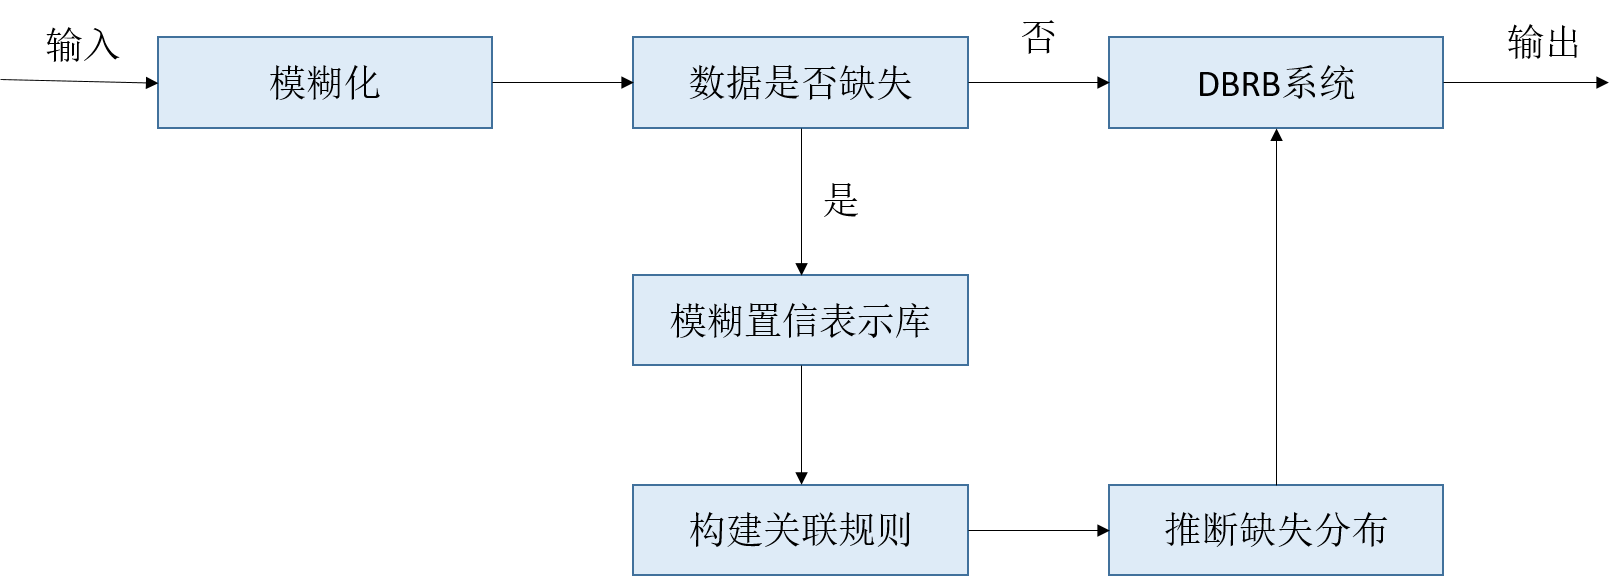 输入
模糊化
数据是否缺失
否
DBRB系统
输出
是
模糊置信表示库
构建关联规则
推断缺失分布